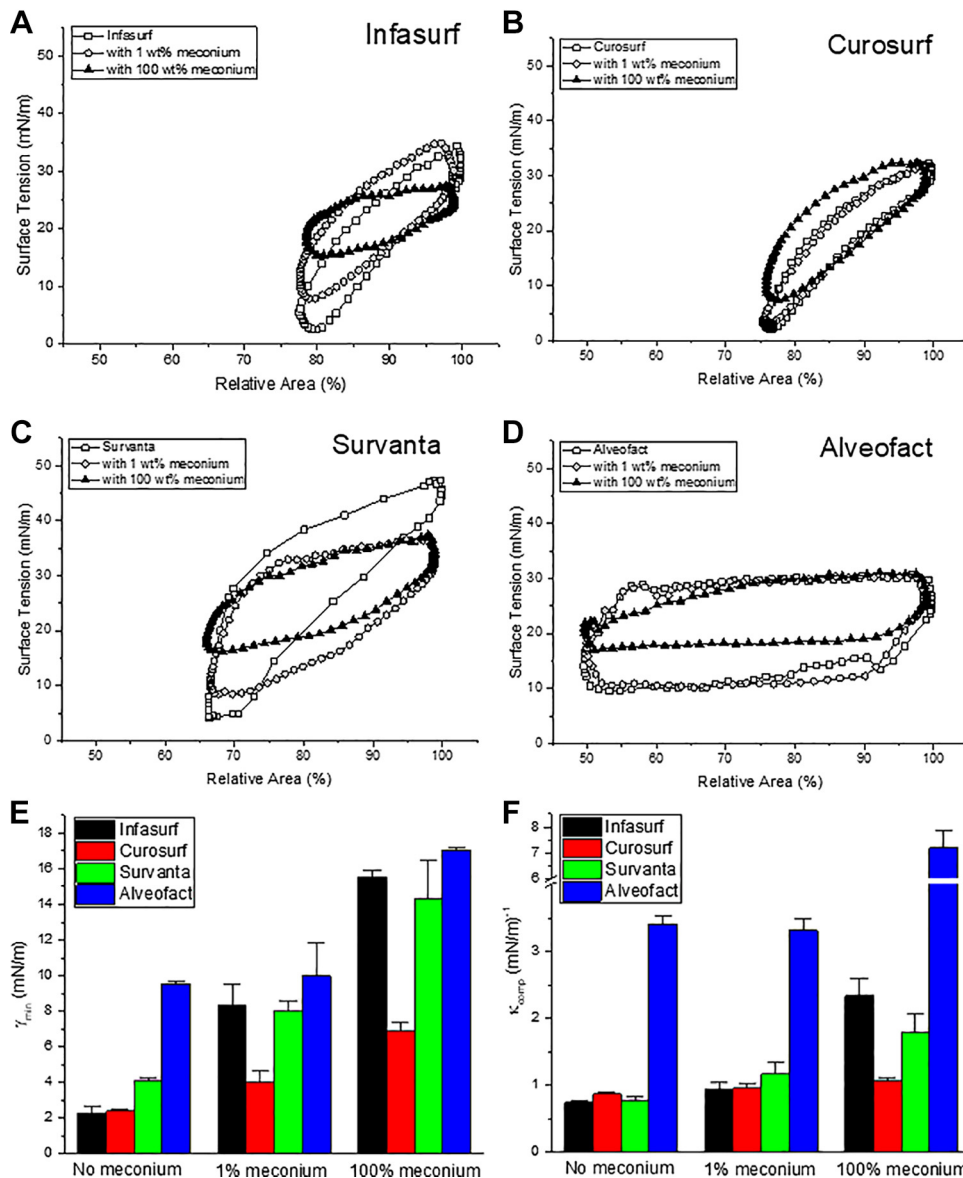 A
Infasurf
Infasurf
with 1 wt% meconium
with 100 wt% meconium
Surface Tension (mN/m)
50
40
30
20
10
0
50 60 70 80 90 100
Relative Area (%)
B
Curosurf
Curosurf
with 1 wt% meconium
with 100 wt% meconium
Surface Tension (mN/m)
50
40
30
20
10
0
50 60 70 80 90 100
Relative Area (%)
C
Survanta
Survanta
with 1 wt% meconium
with 100 wt% meconium
Surface Tension (mN/m)
50
40
30
20
10
0
50 60 70 80 90 100
Relative Area (%)
D
Alveofact
Alveofact
with 1 wt% meconium
with 100 wt% meconium
Surface Tension (mN/m)
50
40
30
20
10
0
50 60 70 80 90 100
Relative Area (%)
E
Infasurf
Curosurf
Survanta
Alveofact
γmin (mN/m)
18
16
14
12
10
8
6
4
2
0
No meconium 1% meconium 100% meconium
F
Infasurf
Curosurf
Survanta
Alveofact
κcomp (mN/m)-1
8
7
6
3
2
1
0
No meconium 1% meconium 100% meconium